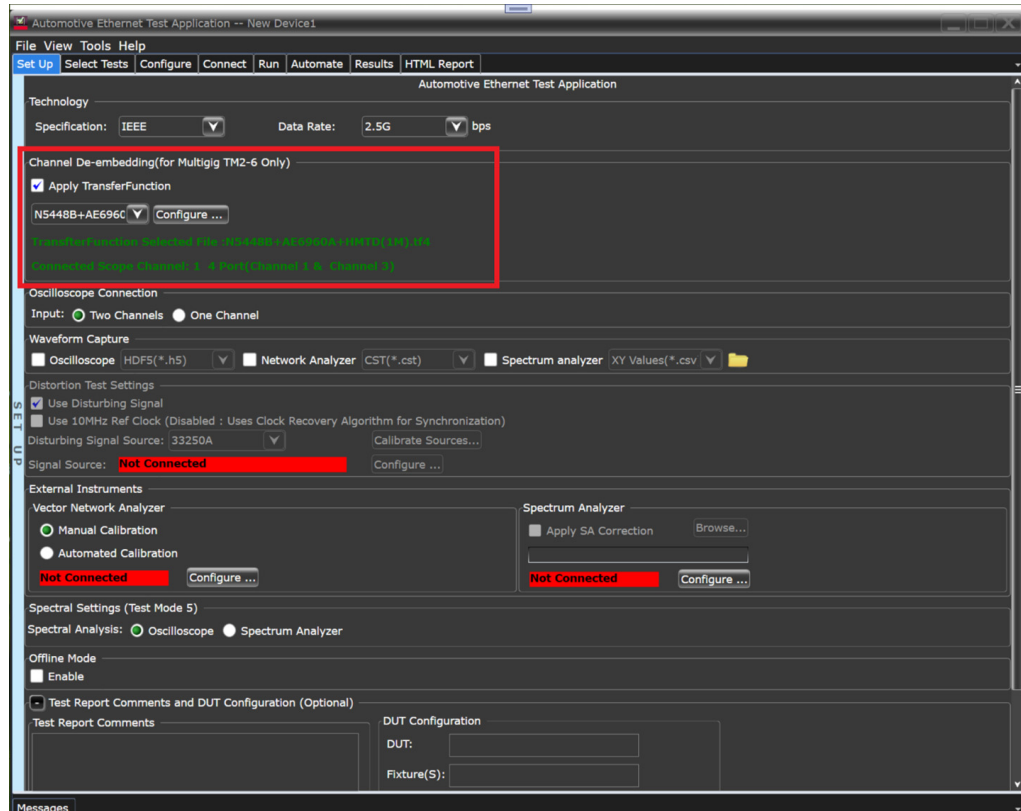 Automotive Ethernet Test Application -- New Device1
File View Tools Help
Set Up Select Tests Configure Connect Run Automate Results HTML Report
Automotive Ethernet Test Application
Technology
Specification: IEEE Data Rate: 2.5G bps
Channel De-embedding(for Multigig TM2-6 Only)
Apply TransferFunction
N5448B+AE6960 Configure ...
TransfterFunction Selected File :N5448B+AE6960A+HMTD(1M).tf4
Connected Scope Channel: 1 4 Port(Channel 1 & Channel 3)
Oscilloscope Connection
Input: Two Channels One Channel
Waveform Capture
Oscilloscope HDF5(*.h5) Network Analyzer CST(*.cst) Spectrum analyzer XY Values(*.csv
Distortion Test Settings
Use Disturbing Signal
Use 10MHz Ref Clock (Disabled : Uses Clock Recovery Algorithm for Synchronization)
Disturbing Signal Source: 33250A Calibrate Sources...
Signal Source: Not Connected Configure ...
SET UP
External Instruments
Vector Network Analyzer Spectrum Analyzer
Manual Calibration Apply SA Correction Browse...
Automated Calibration
Not Connected Configure ... Not Connected Configure ...
Spectral Settings (Test Mode 5)
Spectral Analysis: Oscilloscope Spectrum Analyzer
Offline Mode
Enable
- Test Report Comments and DUT Configuration (Optional)
Test Report Comments DUT Configuration
DUT:
Fixture(S):
Messages